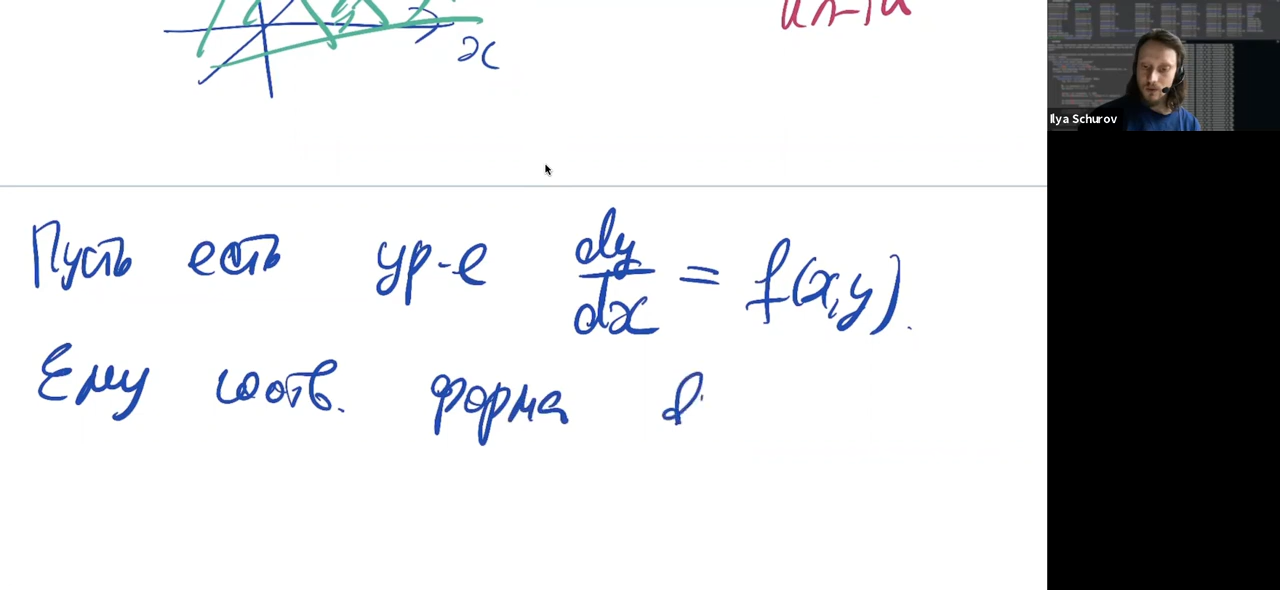 x
Ilya Schurov
Пусть есть ур-е dy/dx = f(x,y).
Ему соотв. форма d